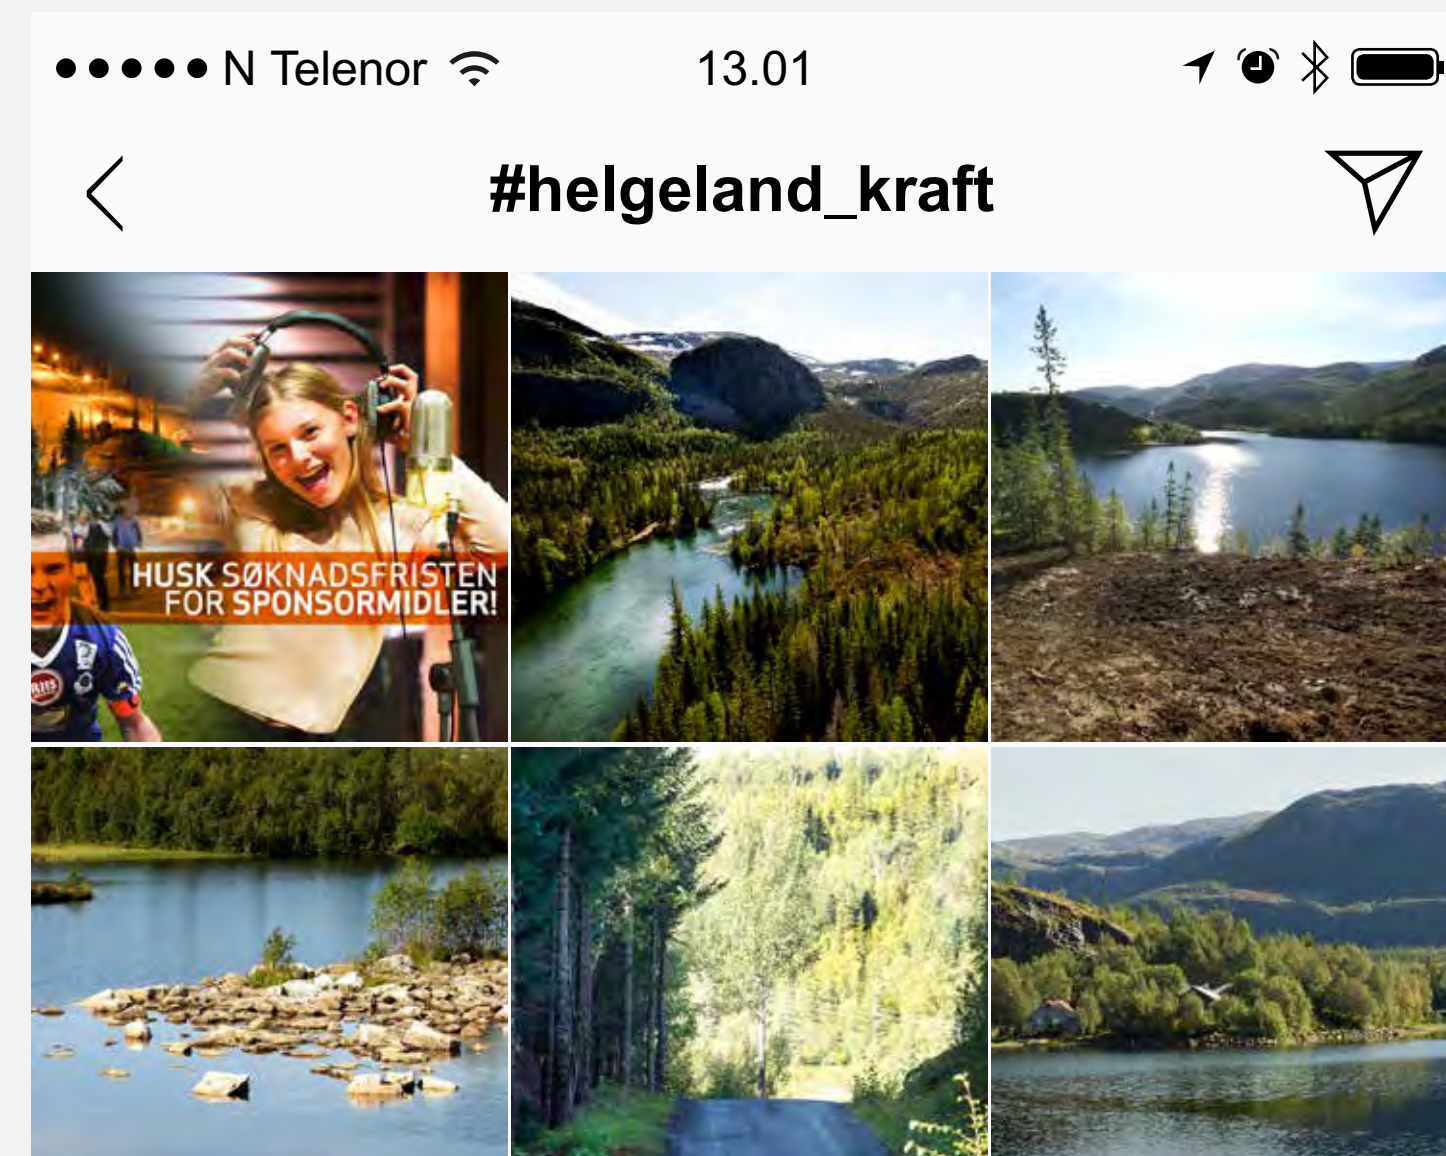 N Telenor 13.01
#helgeland_kraft
HUSK SØKNADSFRISTEN
FOR SPONSORMIDLER!